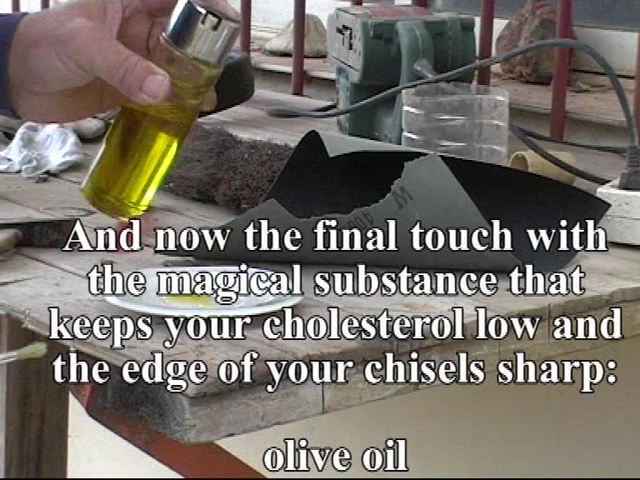 And now the final touch with
the magical substance that
keeps your cholesterol low and
the edge of your chisels sharp:
olive oil